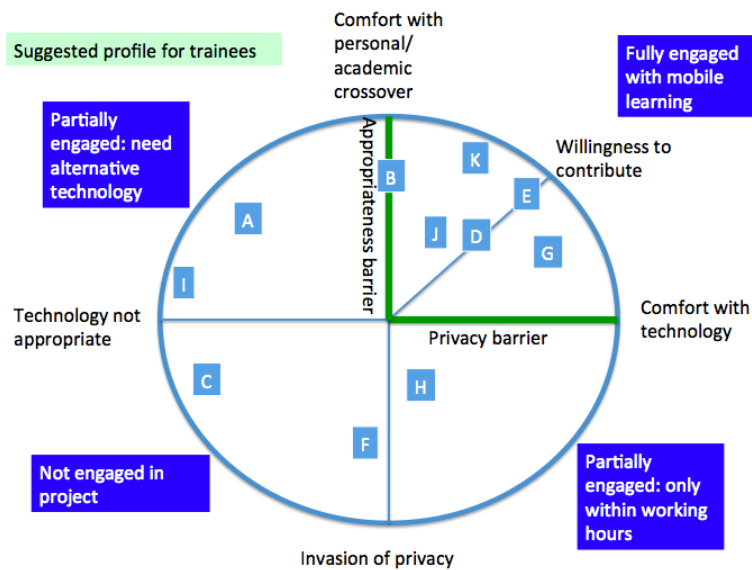 Suggested profile for trainees
Comfort with
personal/
academic
crossover
Fully engaged
with mobile
learning
Partially
engaged: need
alternative
technology
Appropriateness barrier
Willingness to
contribute
K
B
E
A
J
D
G
I
Technology not
appropriate
Privacy barrier
Comfort with
technology
C
H
F
Not engaged in
project
Partially
engaged: only
within working
hours
Invasion of privacy